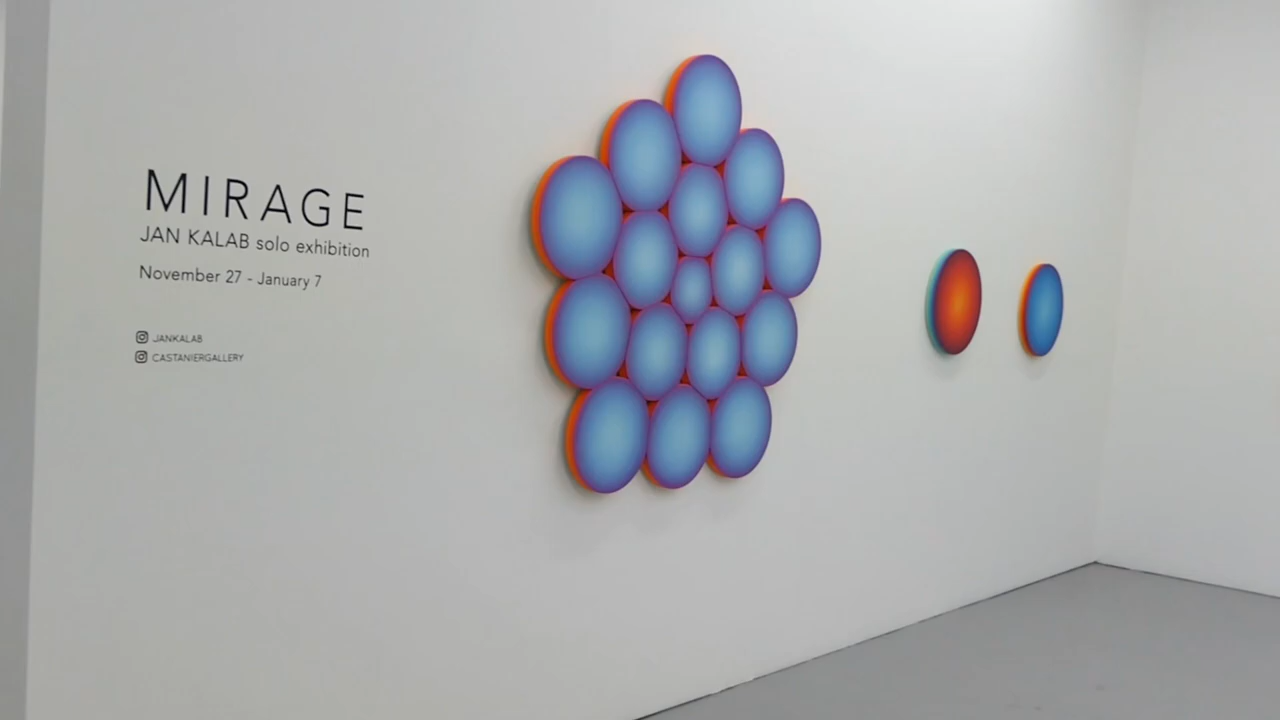 MIRAGE
JAN KALAB solo exhibition
November 27 - January 7
JANKALAB
CASTANIERGALLERY